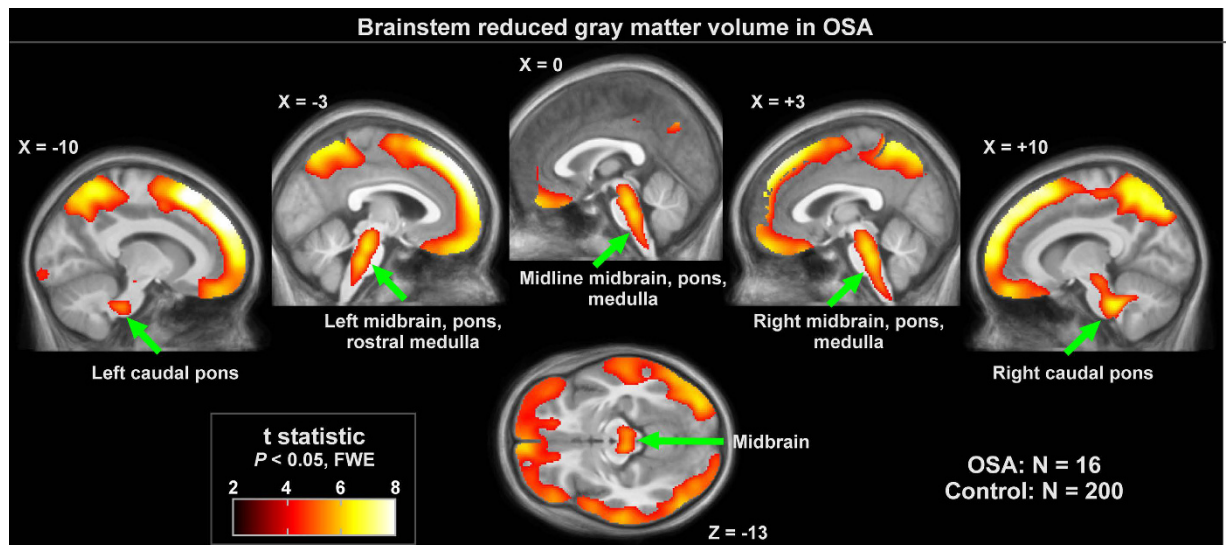 Brainstem reduced gray matter volume in OSA
X = -10
X = -3
X = 0
X = +3
X = +10
Left caudal pons
Left midbrain, pons,
rostral medulla
Midline midbrain, pons,
medulla
Right midbrain, pons,
medulla
Right caudal pons
Midbrain
Z = -13
t statistic
P < 0.05, FWE
2 4 6 8
OSA: N = 16
Control: N = 200